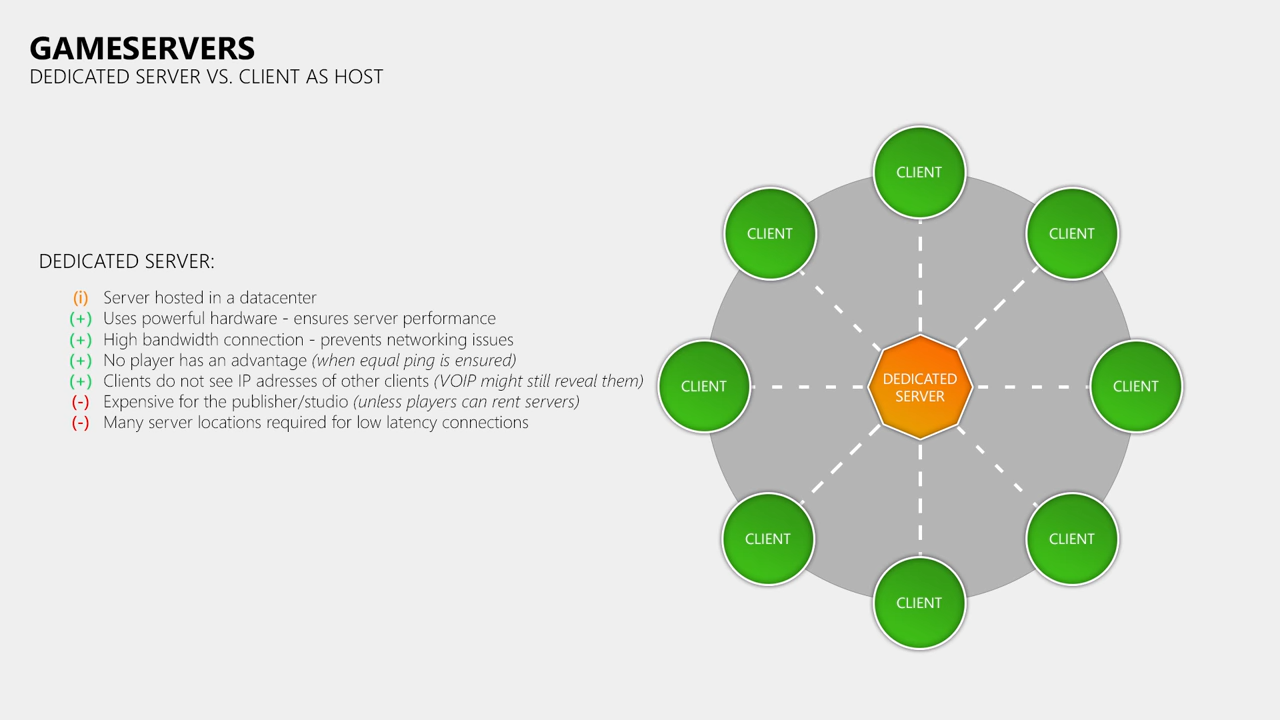 GAMESERVERS
DEDICATED SERVER VS. CLIENT AS HOST
DEDICATED SERVER:
(i) Server hosted in a datacenter
(+) Uses powerful hardware - ensures server performance
(+) High bandwidth connection - prevents networking issues
(+) No player has an advantage (when equal ping is ensured)
(+) Clients do not see IP adresses of other clients (VOIP might still reveal them)
(-) Expensive for the publisher/studio (unless players can rent servers)
(-) Many server locations required for low latency connections
CLIENT
CLIENT
CLIENT
CLIENT
DEDICATED
SERVER
CLIENT
CLIENT
CLIENT
CLIENT